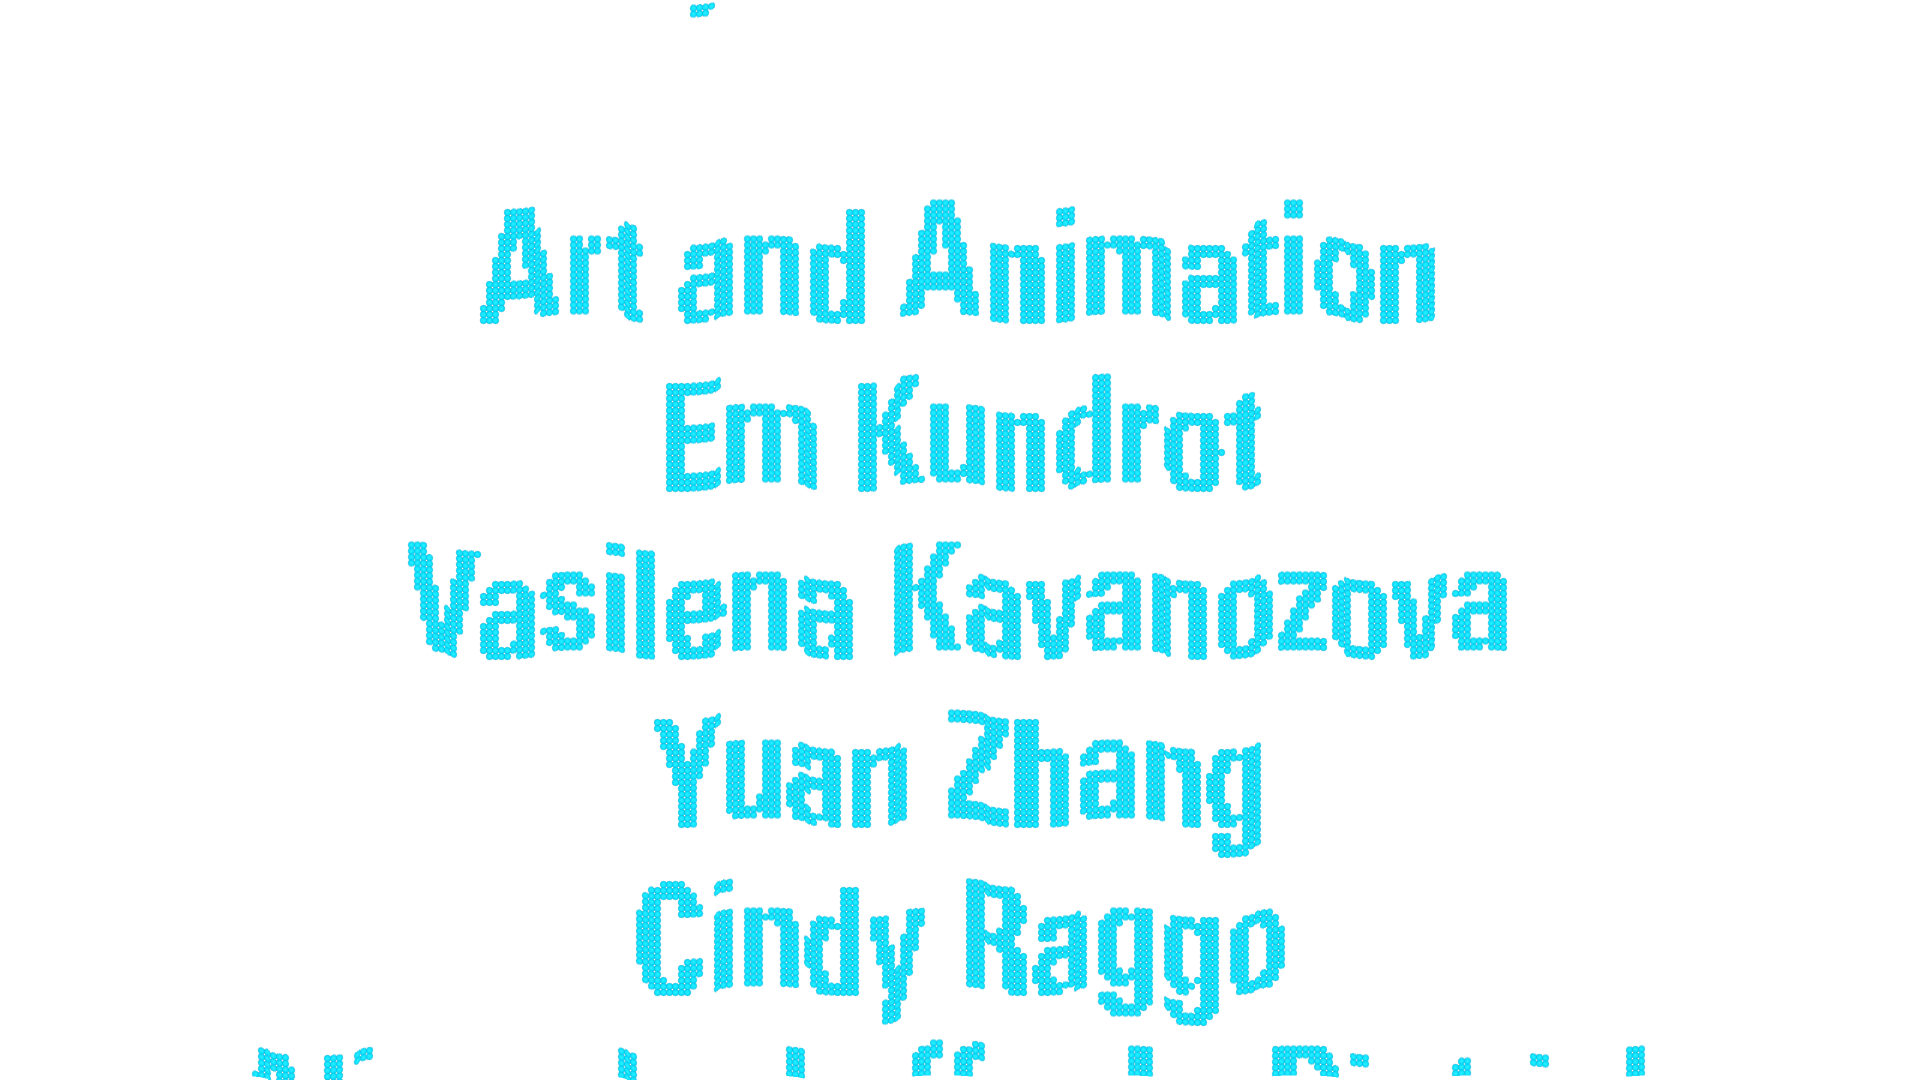 Art and Animation
Em Kundrot
Vasilena Kavanozova
Yuan Zhang
Cindy Raggo